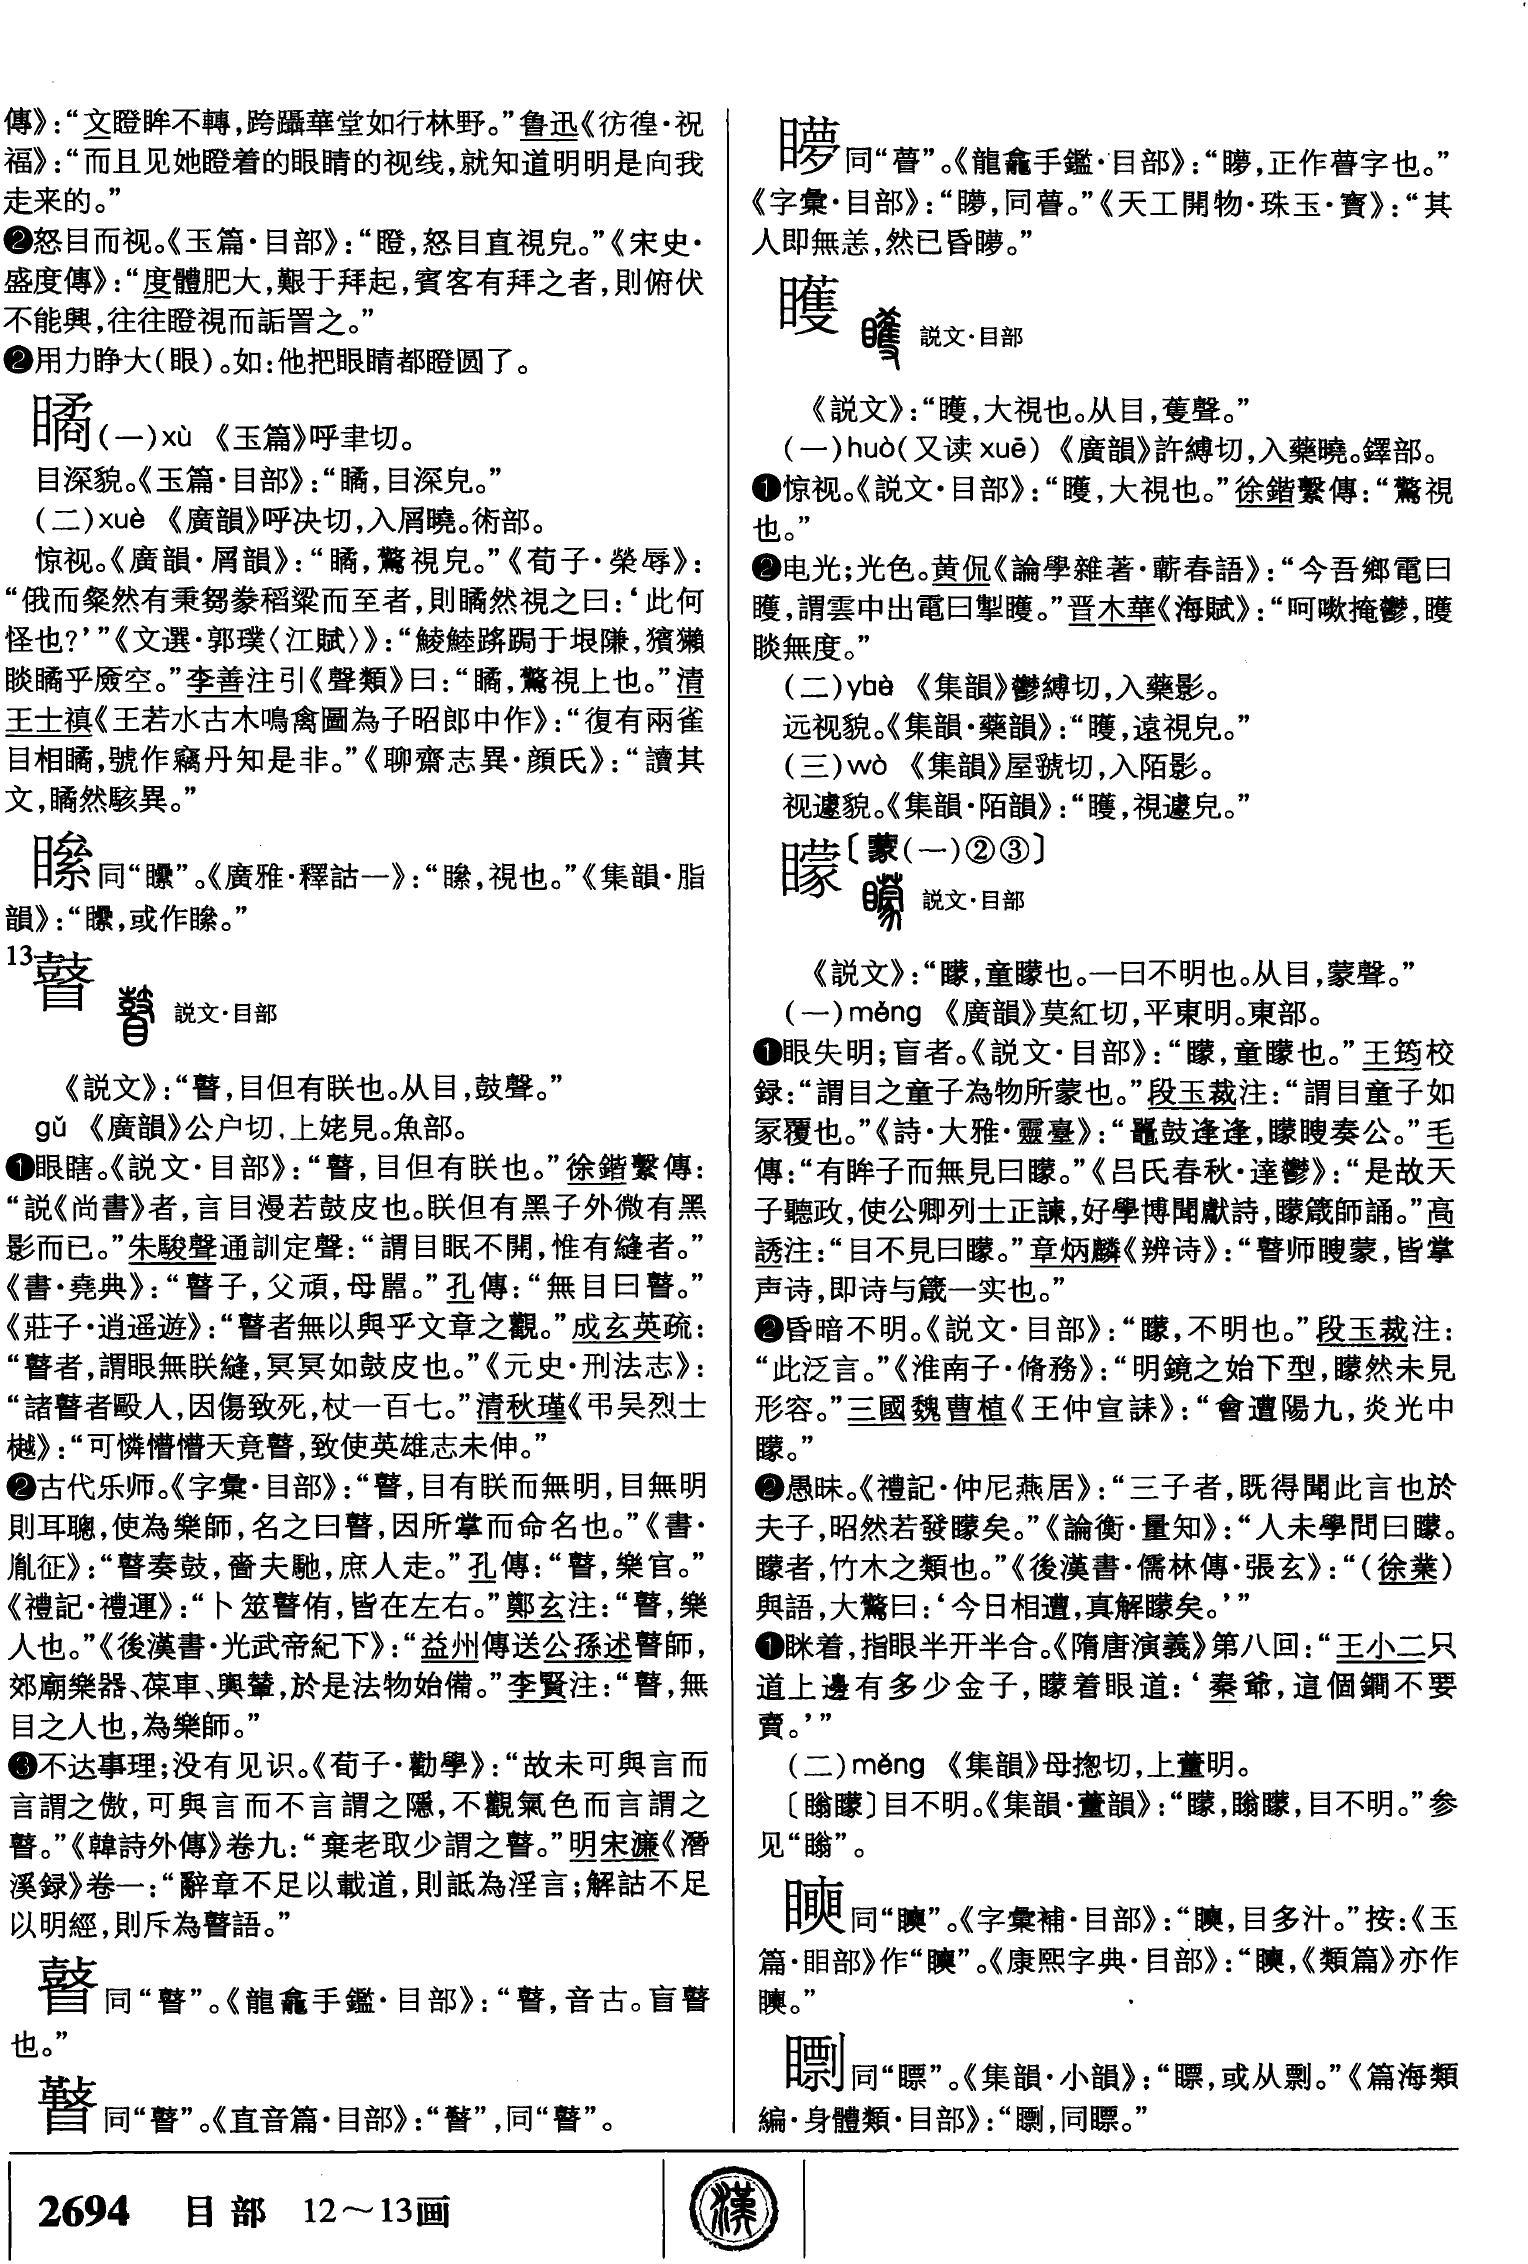 傳》：“文瞪眸不轉，跨躡華堂如行林野。”鲁迅《彷徨·祝
福》：“而且见她瞪着的眼睛的视线，就知道明明是向我
走来的。”
❷怒目而视。《玉篇·目部》：“瞪，怒目直視皃。”《宋史·
盛度傳》：“度體肥大，艱于拜起，賓客有拜之者，則俯伏
不能興，往往瞪視而詬詈之。”
❷用力睁大（眼）。如：他把眼睛都瞪圆了。
矞(一)xù 《玉篇》呼聿切。
目深貌。《玉篇·目部》：“瞲，目深皃。”
(二)xuè 《廣韻》呼决切，入屑曉。術部。
惊视。《廣韻·屑韻》：“瞲，驚視皃。”《荀子·榮辱》：
“俄而粲然有秉芻豢稻粱而至者，則瞲然視之曰：‘此何
怪也？’”《文選·郭璞〈江賦〉》：“鯪鯥跻跼于垠隒，獱獺
睒瞲乎厱空。”李善注引《聲類》曰：“瞲，驚視上也。”清
王士禛《王若水古木鳴禽圖為子昭郎中作》：“復有兩雀
目相瞲，號作竊丹知是非。”《聊齋志異·顔氏》：“讀其
文，瞲然駭異。”
同“”。《廣雅·釋詁一》：“，視也。”《集韻·脂
韻》：“，或作。”
13
瞽 説文·目部
《説文》：“瞽，目但有眹也。从目，鼓聲。”
gǔ 《廣韻》公户切，上姥見。魚部。
❶眼瞎。《説文·目部》：“瞽，目但有眹也。”徐鍇繫傳：
“説《尚書》者，言目漫若鼓皮也。眹但有黑子外微有黑
影而已。”朱駿聲通訓定聲：“謂目眠不開，惟有縫者。”
《書·堯典》：“瞽子，父頑，母嚚。”孔傳：“無目曰瞽。”
《莊子·逍遥遊》：“瞽者無以與乎文章之觀。”成玄英疏：
“瞽者，謂眼無眹縫，冥冥如鼓皮也。”《元史·刑法志》：
“諸瞽者毆人，因傷致死，杖一百七。”清秋瑾《弔吴烈士
樾》：“可憐懵懵天竟瞽，致使英雄志未伸。”
❷古代乐师。《字彙·目部》：“瞽，目有眹而無明，目無明
則耳聰，使為樂師，名之曰瞽，因所掌而命名也。”《書·
胤征》：“瞽奏鼓，嗇夫馳，庶人走。”孔傳：“瞽，樂官。”
《禮記·禮運》：“卜筮瞽侑，皆在左右。”鄭玄注：“瞽，樂
人也。”《後漢書·光武帝紀下》：“益州傳送公孫述瞽師，
郊廟樂器、葆車、輿輦，於是法物始備。”李賢注：“瞽，無
目之人也，為樂師。”
❸不达事理；没有见识。《荀子·勸學》：“故未可與言而
言謂之傲，可與言而不言謂之隱，不觀氣色而言謂之
瞽。”《韓詩外傳》卷九：“棄老取少謂之瞽。”明宋濂《潛
溪録》卷一：“辭章不足以載道，則詆為淫言；解詁不足
以明經，則斥為瞽語。”
同“瞽”。《龍龕手鑑·目部》：“，音古。盲瞽
也。”
同“瞽”。《直音篇·目部》：“”，同“瞽”。
同“瞢”。《龍龕手鑑·目部》：“，正作瞢字也。”
《字彙·目部》：“，同瞢。”《天工開物·珠玉·寶》：“其
人即無恙，然已昏。”
矆 説文·目部
《説文》：“矆，大視也。从目，蒦聲。”
(一)huò(又读xuē) 《廣韻》許縛切，入藥曉。鐸部。
❶惊视。《説文·目部》：“矆，大視也。”徐鍇繫傳：“驚視
也。”
❷电光；光色。黄侃《論學雜著·蘄春語》：“今吾鄉電曰
矆，謂雲中出電曰掣矆。”晋木華《海賦》：“呵嗽掩鬱，矆
睒無度。”
(二)yuè 《集韻》鬱縛切，入藥影。
远视貌。《集韻·藥韻》：“矆，遠視皃。”
(三)wò 《集韻》屋虢切，入陌影。
视遽貌。《集韻·陌韻》：“矆，視遽皃。”
矇〔蒙(一)②③〕
説文·目部
《説文》：“矇，童矇也。一曰不明也。从目，蒙聲。”
(一)méng 《廣韻》莫紅切，平東明。東部。
❶眼失明；盲者。《説文·目部》：“矇，童矇也。”王筠校
録：“謂目之童子為物所蒙也。”段玉裁注：“謂目童子如
冡覆也。”《詩·大雅·靈臺》：“鼉鼓逢逢，矇瞍奏公。”毛
傳：“有眸子而無見曰矇。”《吕氏春秋·達鬱》：“是故天
子聽政，使公卿列士正諫，好學博聞獻詩，矇箴師誦。”高
誘注：“目不見曰矇。”章炳麟《辨诗》：“瞽师瞍蒙，皆掌
声诗，即诗与箴一实也。”
❷昏暗不明。《説文·目部》：“矇，不明也。”段玉裁注：
“此泛言。”《淮南子·脩務》：“明鏡之始下型，矇然未見
形容。”三國魏曹植《王仲宣誄》：“會遭陽九，炎光中
矇。”
❷愚昧。《禮記·仲尼燕居》：“三子者，既得聞此言也於
夫子，昭然若發矇矣。”《論衡·量知》：“人未學問曰矇。
矇者，竹木之類也。”《後漢書·儒林傳·張玄》：“（徐業）
與語，大驚曰：‘今日相遭，真解矇矣。’”
❶眯着，指眼半开半合。《隋唐演義》第八回：“王小二只
道上邊有多少金子，矇着眼道：‘秦爺，這個鐧不要
賣。’”
(二)měng 《集韻》母揔切，上董明。
〔瞈矇〕目不明。《集韻·董韻》：“矇，瞈矇，目不明。”参
见“瞈”。
同“”。《字彙補·目部》：“，目多汁。”按：《玉
篇·䀠部》作“”。《康熙字典·目部》：“，《類篇》亦作
。”
同“瞟”。《集韻·小韻》：“瞟，或从剽。”《篇海類
編·身體類·目部》：“，同瞟。”
2694 目部 12～13画
漢